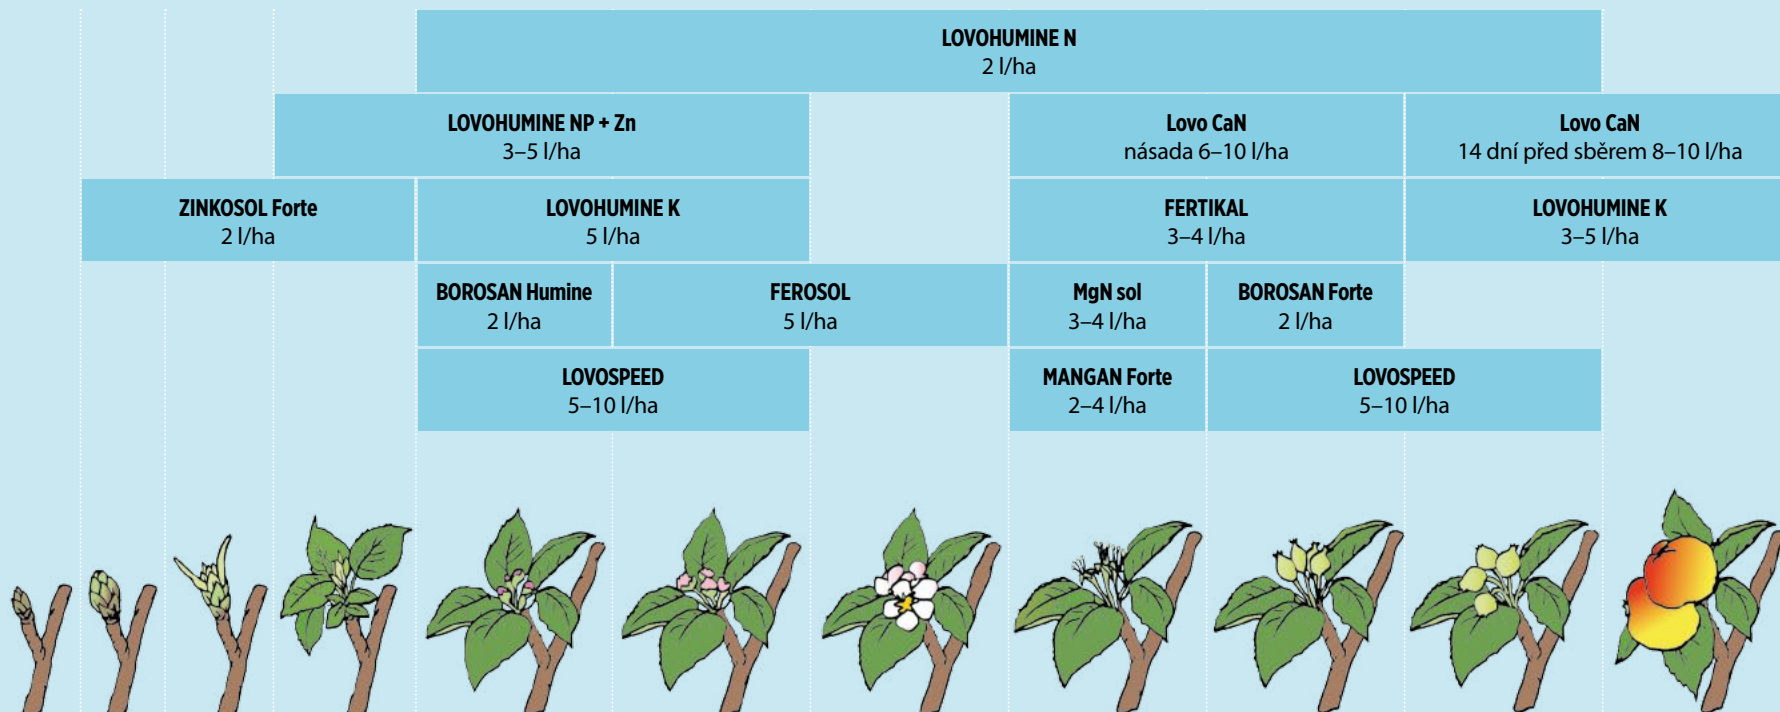 LOVOHUMINE N
2 l/ha
LOVOHUMINE NP + Zn
3–5 l/ha
Lovo CaN
násada 6–10 l/ha
Lovo CaN
14 dní před sběrem 8–10 l/ha
ZINKOSOL Forte
2 l/ha
LOVOHUMINE K
5 l/ha
FERTIKAL
3–4 l/ha
LOVOHUMINE K
3–5 l/ha
BOROSAN Humine
2 l/ha
FEROSOL
5 l/ha
MgN sol
3–4 l/ha
BOROSAN Forte
2 l/ha
LOVOSPEED
5–10 l/ha
MANGAN Forte
2–4 l/ha
LOVOSPEED
5–10 l/ha